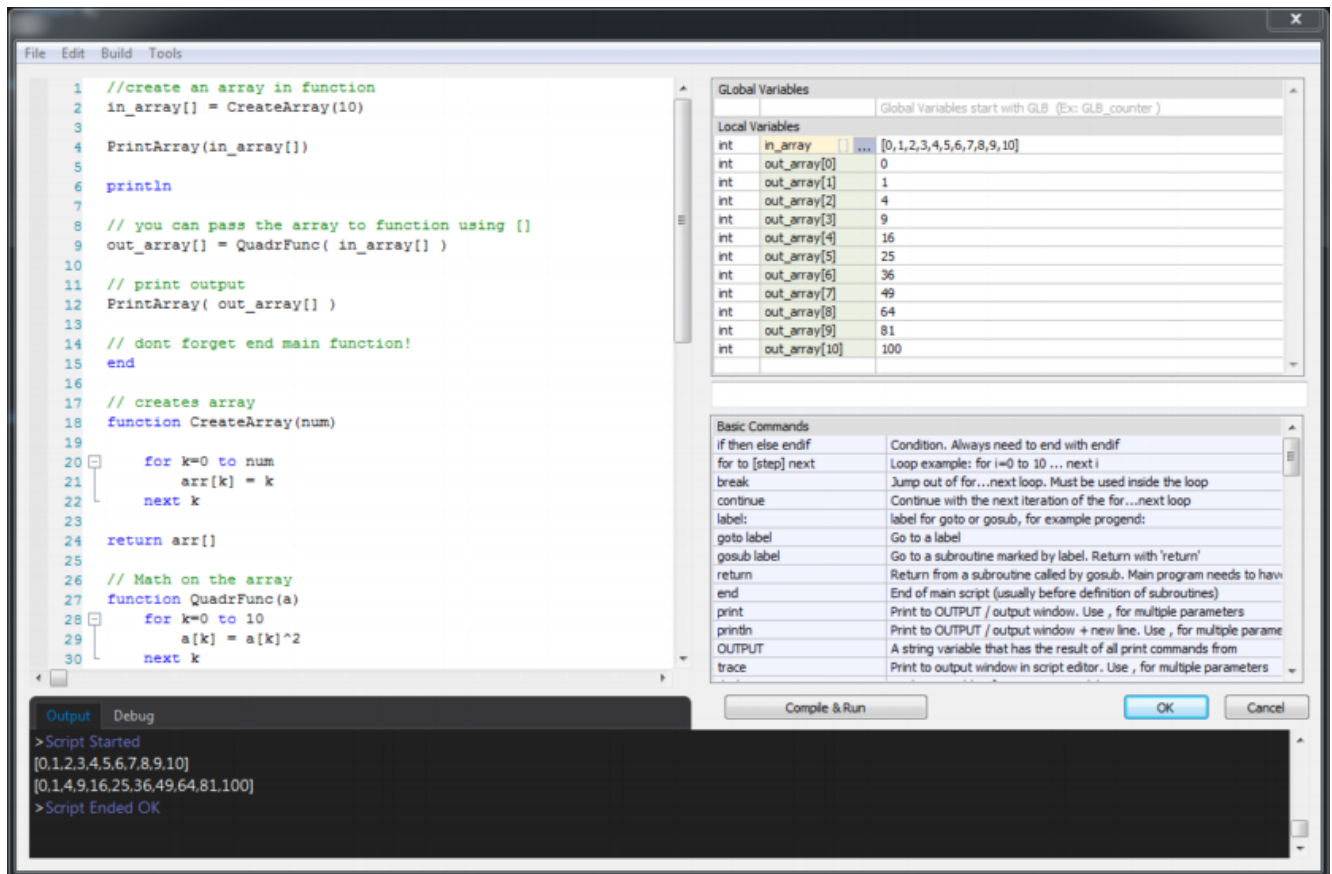 x
File Edit Build Tools
1 //create an array in function
2 in_array[] = CreateArray(10)
3
4 PrintArray(in_array[])
5
6 println
7
8 // you can pass the array to function using []
9 out_array[] = QuadrFunc( in_array[] )
10
11 // print output
12 PrintArray( out_array[] )
13
14 // dont forget end main function!
15 end
16
17 // creates array
18 function CreateArray(num)
19
20 for k=0 to num
21 arr[k] = k
22 next k
23
24 return arr[]
25
26 // Math on the array
27 function QuadrFunc(a)
28 for k=0 to 10
29 a[k] = a[k]^2
30 next k
GLobal Variables
Global Variables start with GLB (Ex: GLB_counter )
Local Variables
int in_array [] ... [0,1,2,3,4,5,6,7,8,9,10]
int out_array[0] 0
int out_array[1] 1
int out_array[2] 4
int out_array[3] 9
int out_array[4] 16
int out_array[5] 25
int out_array[6] 36
int out_array[7] 49
int out_array[8] 64
int out_array[9] 81
int out_array[10] 100
Basic Commands
if then else endif Condition. Always need to end with endif
for to [step] next Loop example: for i=0 to 10 ... next i
break Jump out of for...next loop. Must be used inside the loop
continue Continue with the next iteration of the for...next loop
label: label for goto or gosub, for example progend:
goto label Go to a label
gosub label Go to a subroutine marked by label. Return with 'return'
return Return from a subroutine called by gosub. Main program needs to hav
end End of main script (usually before definition of subroutines)
print Print to OUTPUT / output window. Use , for multiple parameters
println Print to OUTPUT / output window + new line. Use , for multiple parame
OUTPUT A string variable that has the result of all print commands from
trace Print to output window in script editor. Use , for multiple parameters
Compile & Run OK Cancel
Output Debug
>Script Started
[0,1,2,3,4,5,6,7,8,9,10]
[0,1,4,9,16,25,36,49,64,81,100]
>Script Ended OK